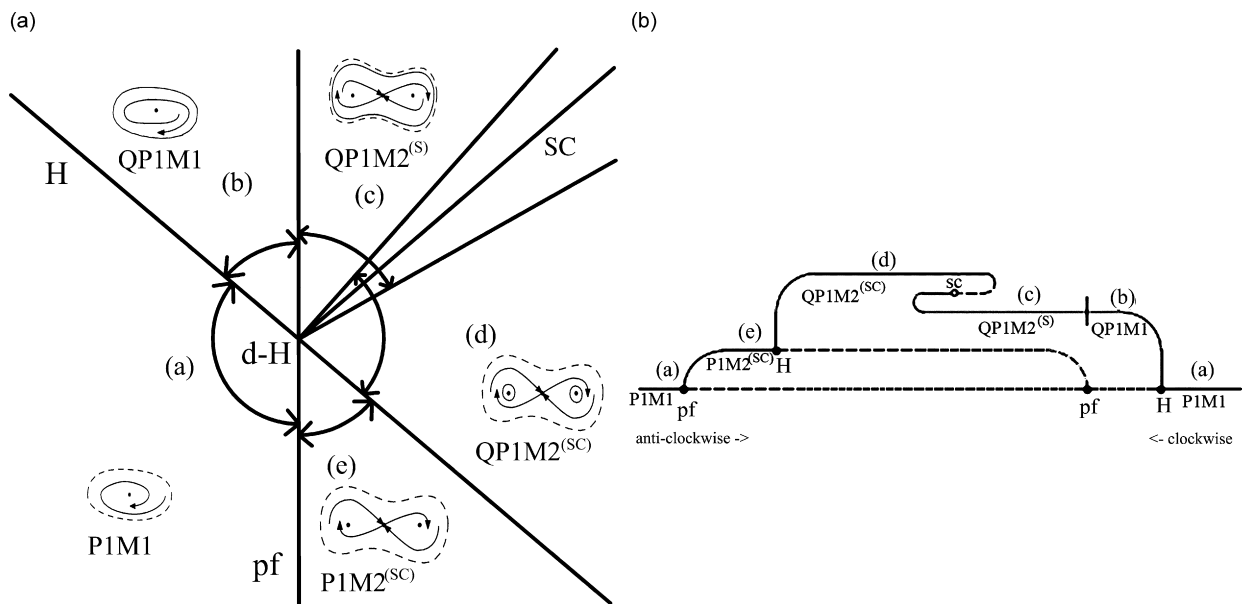 (a)
H
QP1M1
(b)
QP1M2(S)
(c)
SC
d-H
(a)
(d)
QP1M2(SC)
(e)
P1M1
pf
P1M2(SC)
(b)
(d)
QP1M2(SC)
sc
(c)
(b)
QP1M2(S)
QP1M1
(e)
P1M2(SC)
H
(a)
(a)
P1M1
pf
pf
H
P1M1
anti-clockwise ->
<- clockwise